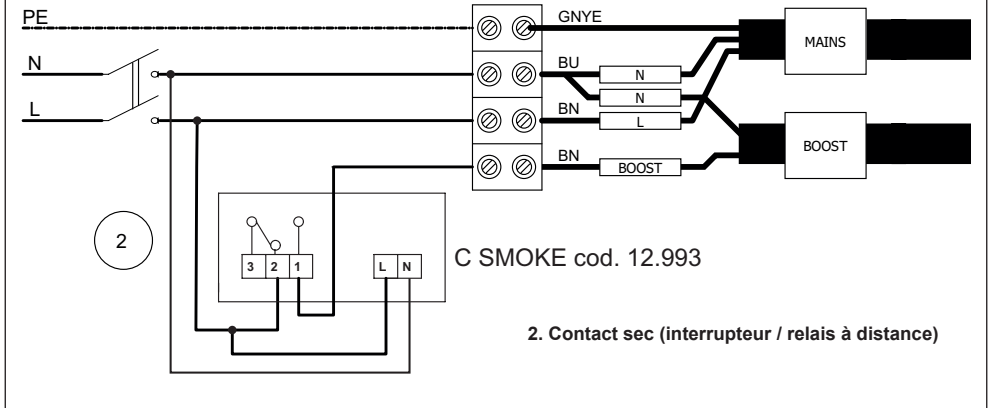 PE
GNYE
MAINS
N
BU
N
N
L
BN
L
BOOST
BN
BOOST
2
3 2 1
L N
C SMOKE cod. 12.993
2. Contact sec (interrupteur / relais à distance)